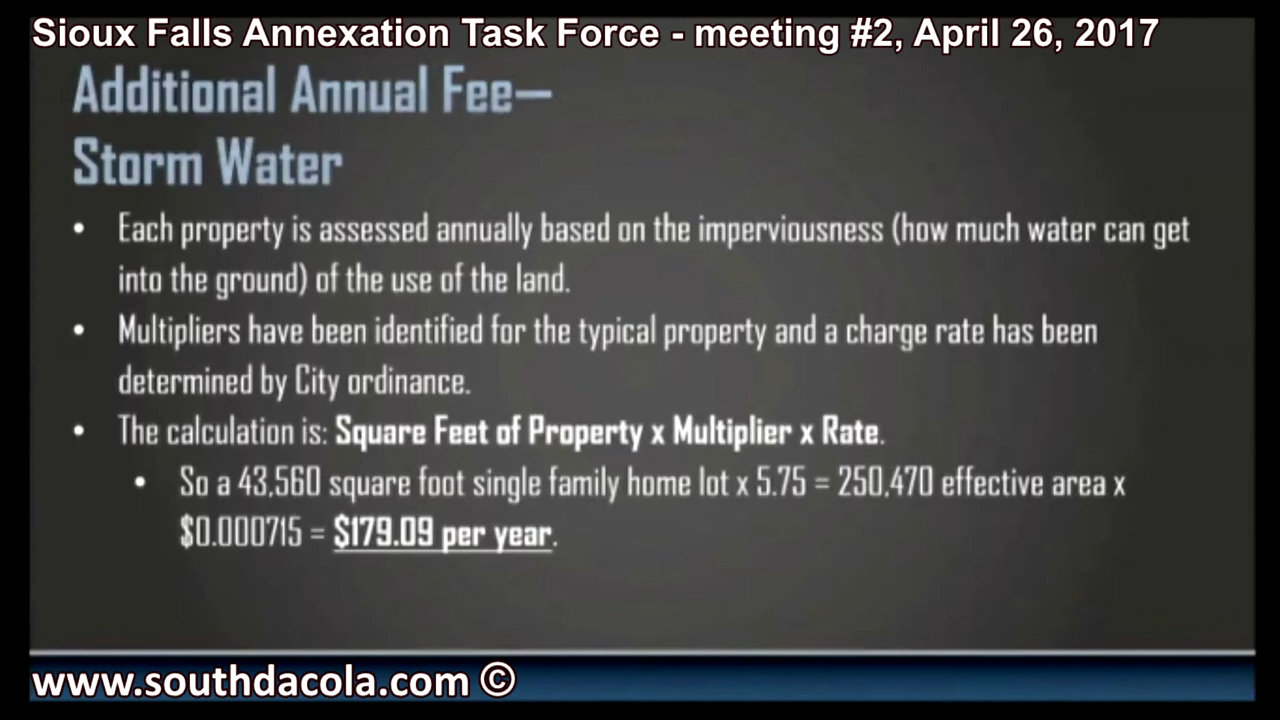 Sioux Falls Annexation Task Force - meeting #2, April 26, 2017
Additional Annual Fee—
Storm Water
• Each property is assessed annually based on the imperviousness (how much water can get
into the ground) of the use of the land.
• Multipliers have been identified for the typical property and a charge rate has been
determined by City ordinance.
• The calculation is: Square Feet of Property x Multiplier x Rate.
• So a 43,560 square foot single family home lot x 5.75 = 250,470 effective area x
$0.000715 = $179.09 per year.
www.southdacola.com ©